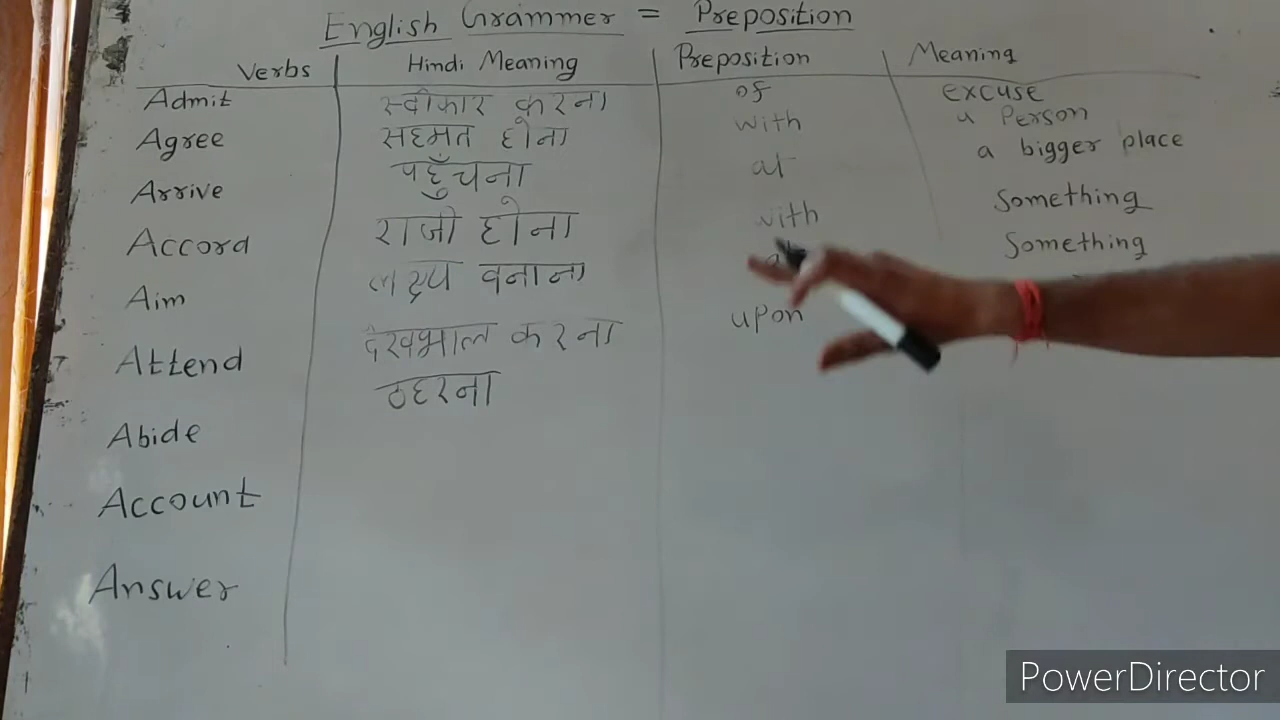 English Grammer = Preposition
Verbs Hindi Meaning Preposition Meaning
Admit स्वीकार करना of excuse
Agree सहमत होना with a Person
Arrive पहुँचना at a bigger place
Accord राजी होना with Something
Aim लक्ष्य बनाना at Something
Attend देखभाल करना upon
Abide ठहरना
Account
Answer
PowerDirector